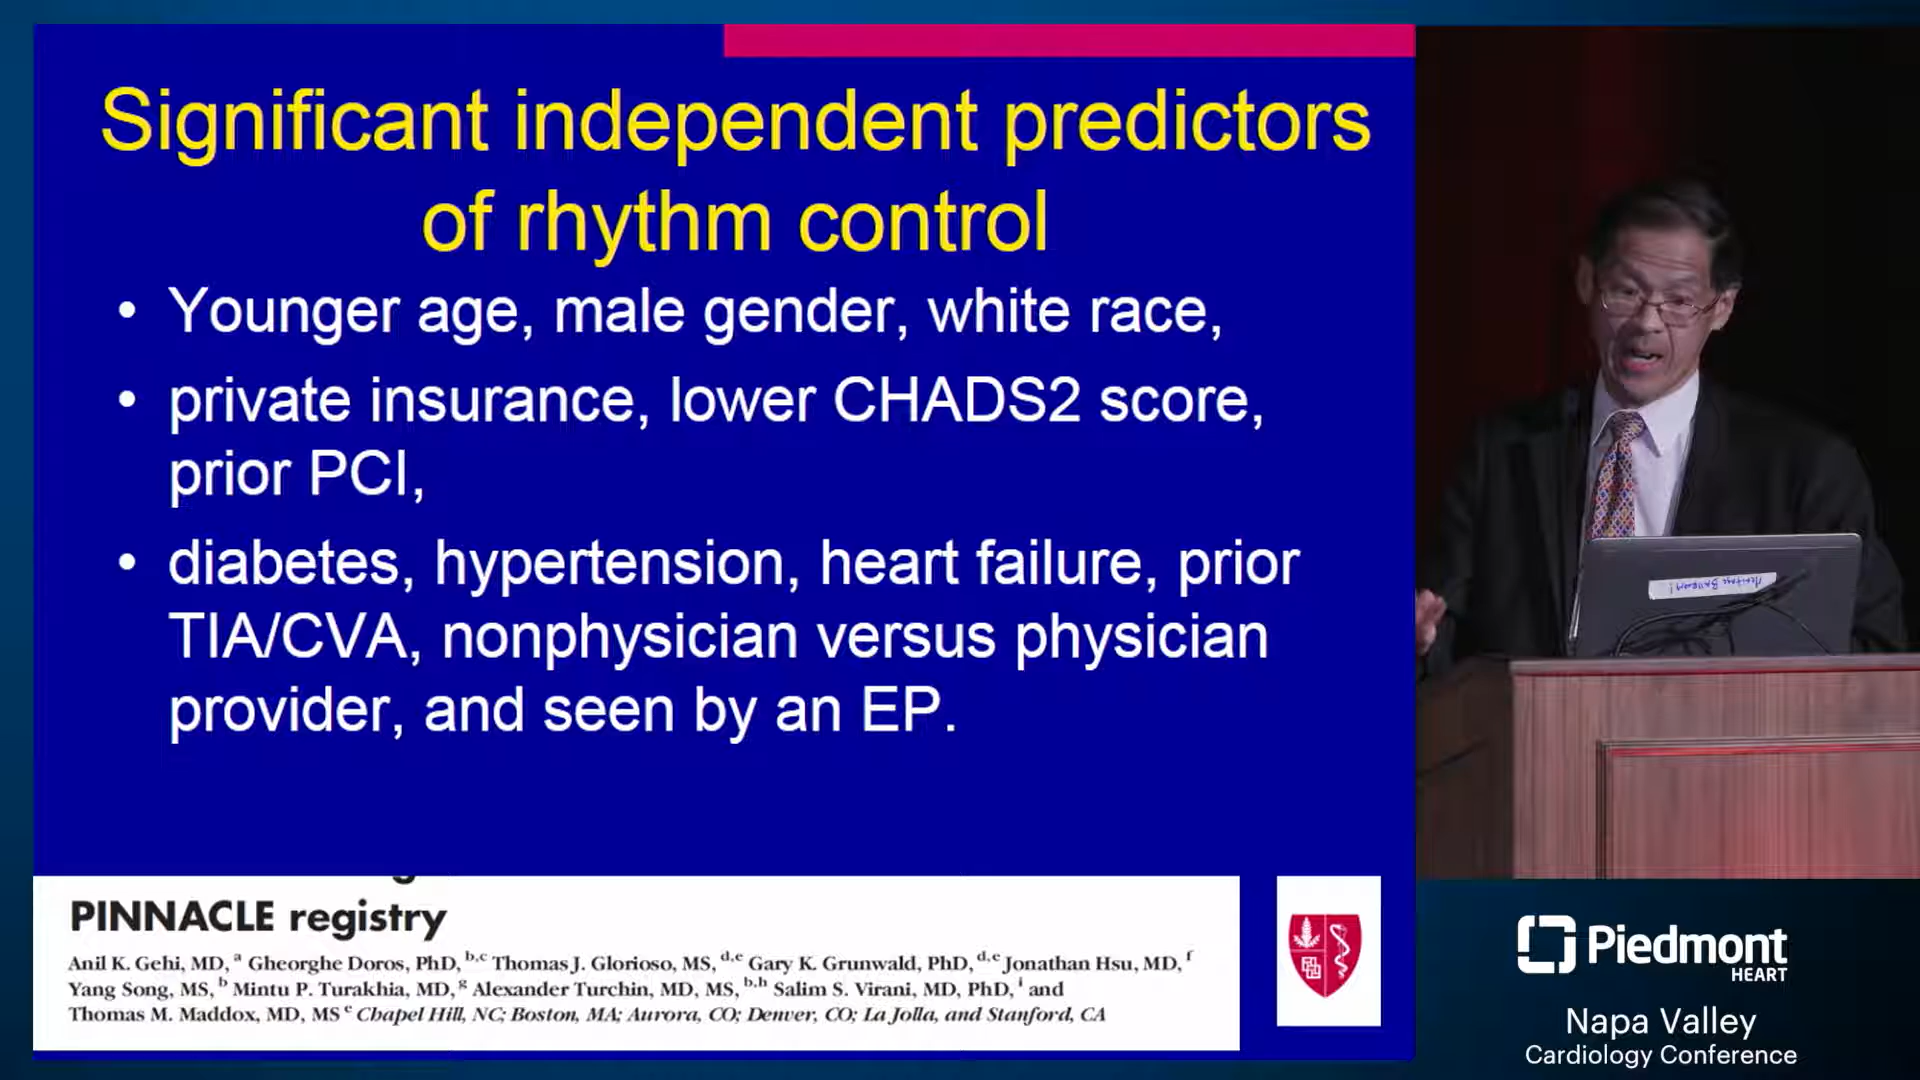 Significant independent predictors
of rhythm control
• Younger age, male gender, white race,
• private insurance, lower CHADS2 score,
prior PCI,
• diabetes, hypertension, heart failure, prior
TIA/CVA, nonphysician versus physician
provider, and seen by an EP.
PINNACLE registry
Anil K. Gehi, MD, a Gheorghe Doros, PhD, b,c Thomas J. Glorioso, MS, d,e Gary K. Grunwald, PhD, d,e Jonathan Hsu, MD, f
Yang Song, MS, b Mintu P. Turakhia, MD, g Alexander Turchin, MD, MS, b,h Salim S. Virani, MD, PhD, i and
Thomas M. Maddox, MD, MS e Chapel Hill, NC; Boston, MA; Aurora, CO; Denver, CO; La Jolla, and Stanford, CA
Piedmont
HEART
Napa Valley
Cardiology Conference